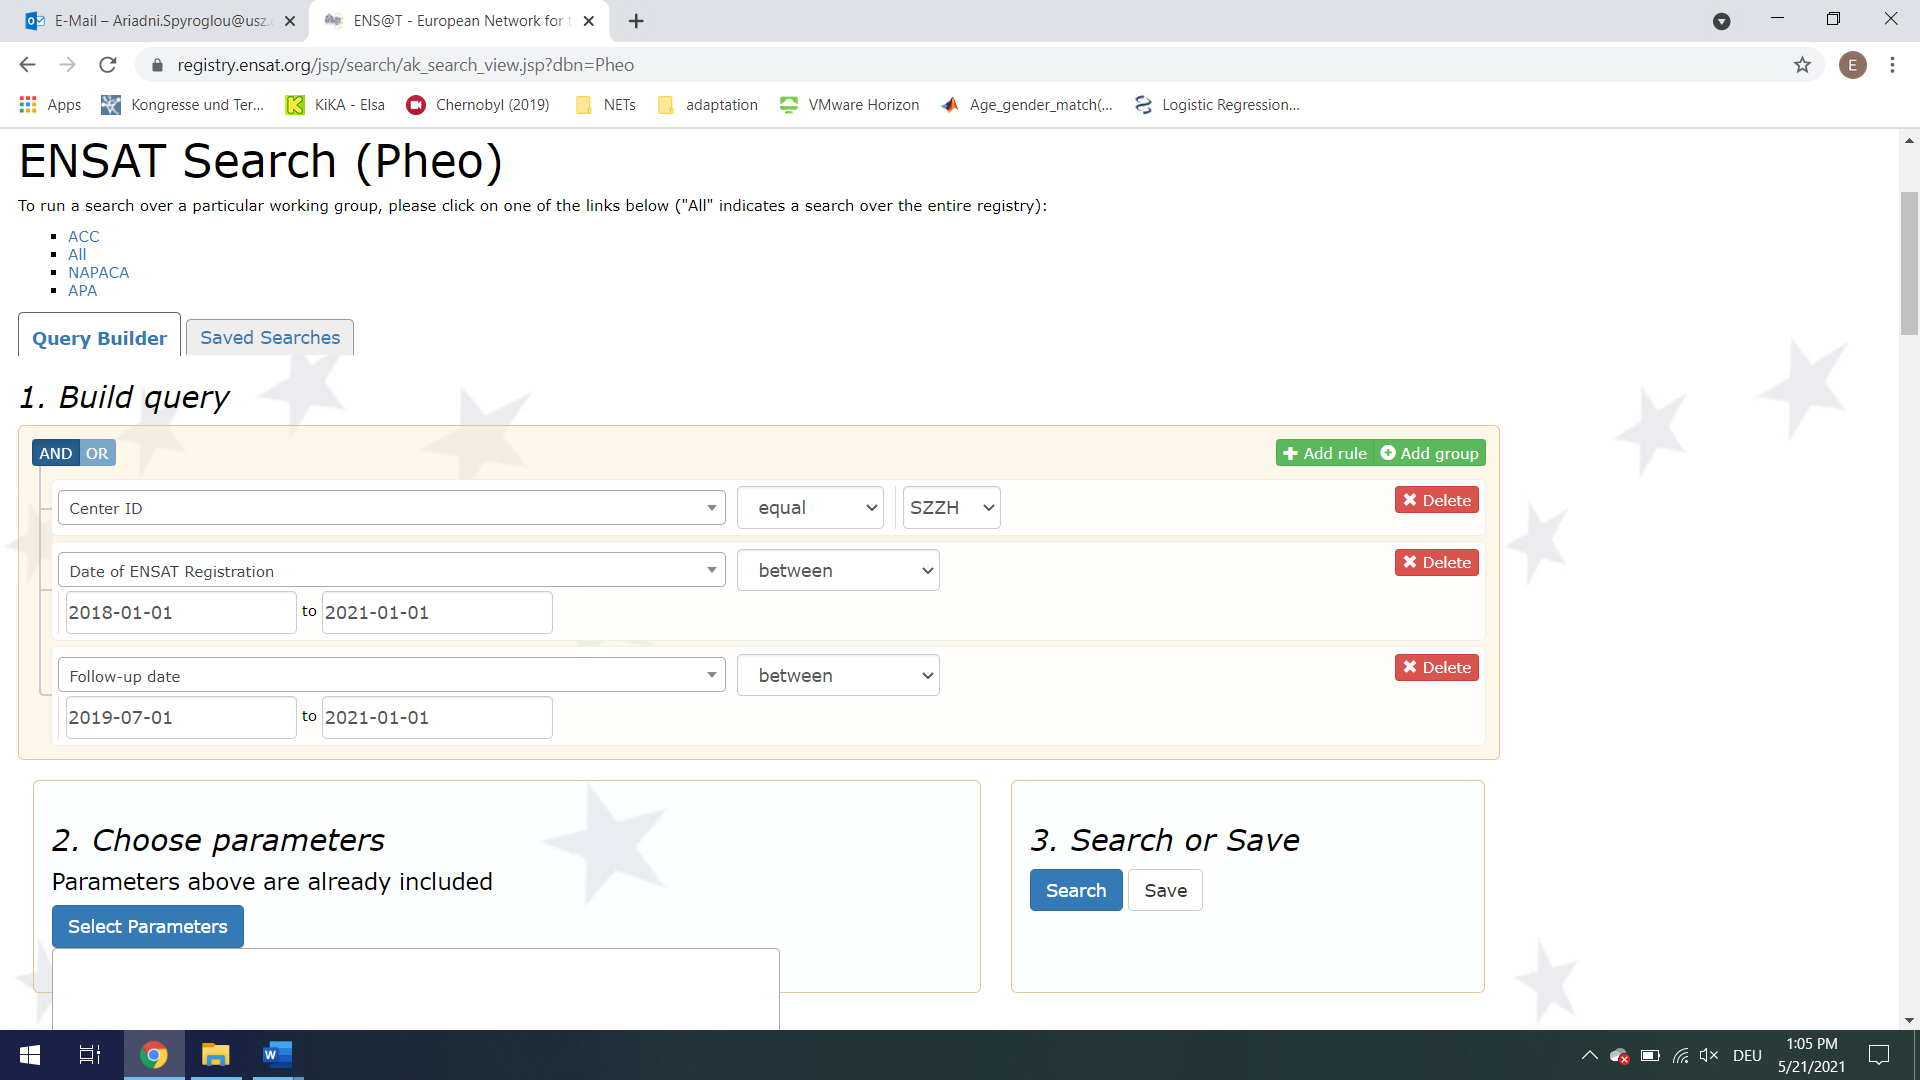 E-Mail – Ariadni.Spyroglou@usz.
ENS@T - European Network for t
registry.ensat.org/jsp/search/ak_search_view.jsp?dbn=Pheo
E
Apps
Kongresse und Ter...
KiKA - Elsa
Chernobyl (2019)
NETs
adaptation
VMware Horizon
Age_gender_match(...
Logistic Regression...
ENSAT Search (Pheo)
To run a search over a particular working group, please click on one of the links below ("All" indicates a search over the entire registry):
ACC
All
NAPACA
APA
Query Builder
Saved Searches
1. Build query
AND OR
Add rule
Add group
Center ID
equal
SZZH
Delete
Date of ENSAT Registration
between
Delete
2018-01-01 to 2021-01-01
Follow-up date
between
Delete
2019-07-01 to 2021-01-01
2. Choose parameters
Parameters above are already included
Select Parameters
3. Search or Save
Search
Save
DEU
1:05 PM
5/21/2021